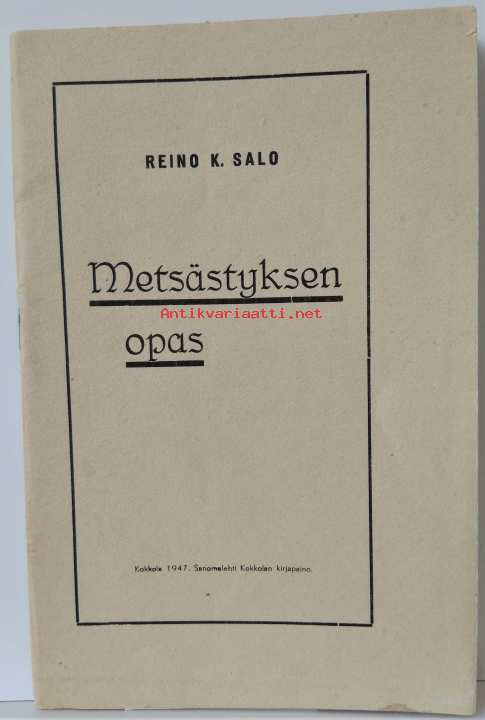 REINO K. SALO
Metsästyksen
Antikvariaatti.net
opas
Kokkola 1947. Sanomalehti Kokkolan kirjapaino.